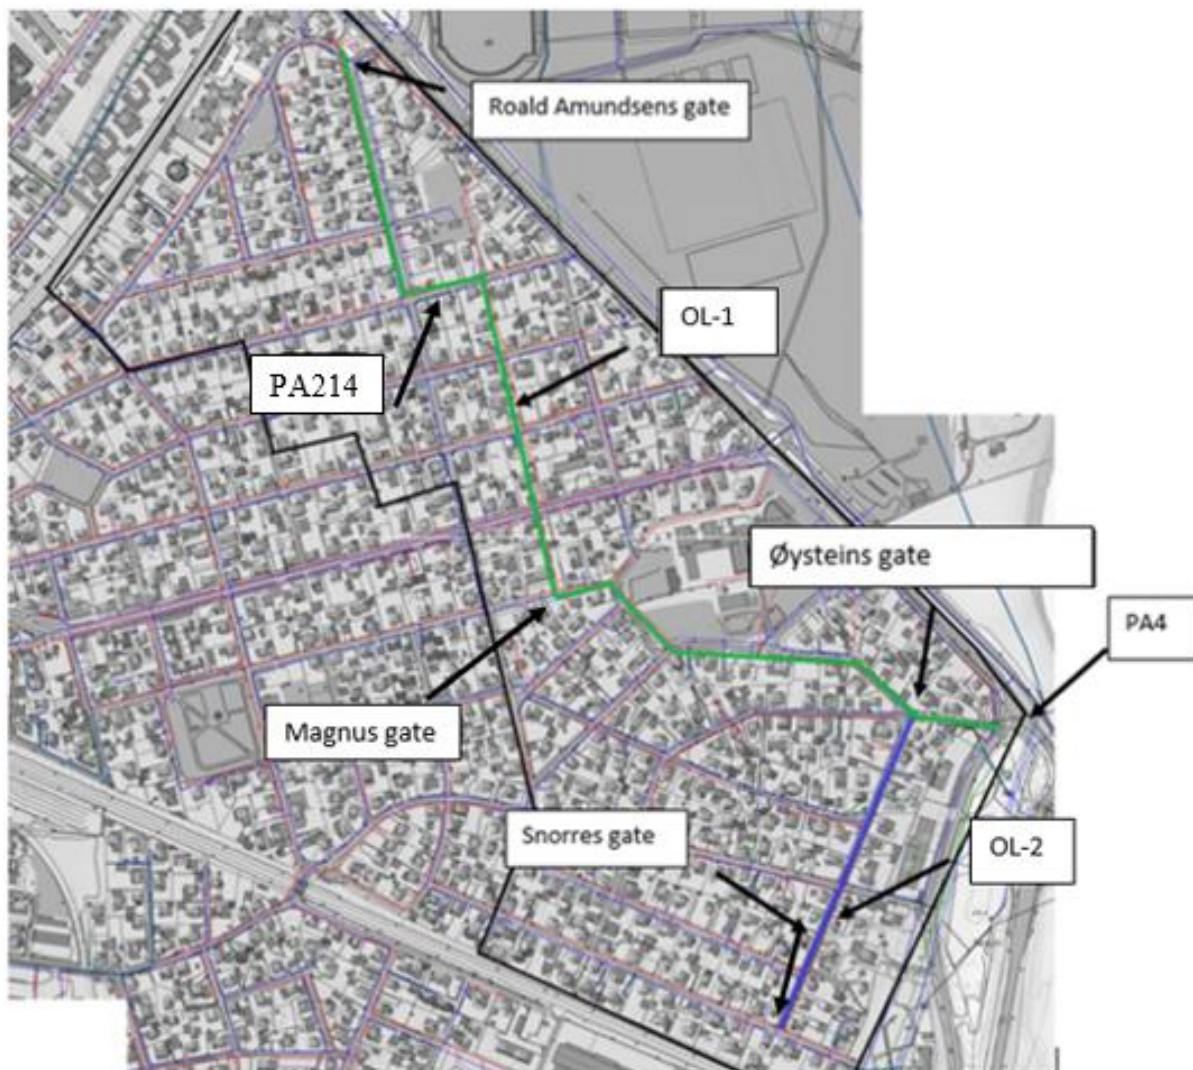 Roald Amundsens gate
OL-1
PA214
Øysteins gate
PA4
Magnus gate
Snorres gate
OL-2